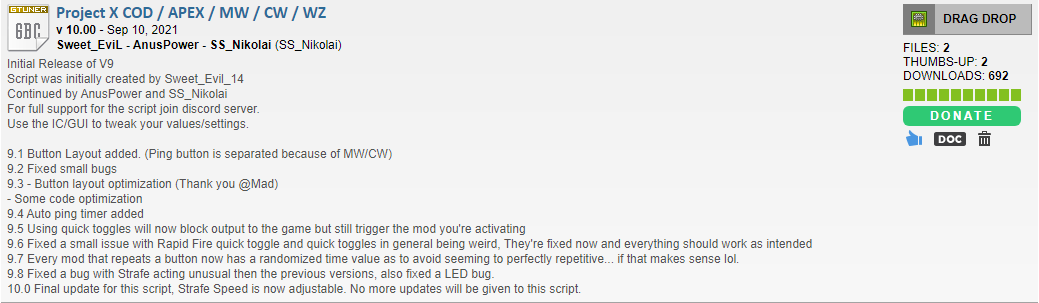 GTUNER
GBC
Project X COD / APEX / MW / CW / WZ
v 10.00 - Sep 10, 2021
Sweet_EviL - AnusPower - SS_Nikolai (SS_Nikolai)
Initial Release of V9
Script was initially created by Sweet_Evil_14
Continued by AnusPower and SS_Nikolai
For full support for the script join discord server.
Use the IC/GUI to tweak your values/settings.
9.1 Button Layout added. (Ping button is separated because of MW/CW)
9.2 Fixed small bugs
9.3 - Button layout optimization (Thank you @Mad)
- Some code optimization
9.4 Auto ping timer added
9.5 Using quick toggles will now block output to the game but still trigger the mod you're activating
9.6 Fixed a small issue with Rapid Fire quick toggle and quick toggles in general being weird, They're fixed now and everything should work as intended
9.7 Every mod that repeats a button now has a randomized time value as to avoid seeming to perfectly repetitive... if that makes sense lol.
9.8 Fixed a bug with Strafe acting unusual then the previous versions, also fixed a LED bug.
10.0 Final update for this script, Strafe Speed is now adjustable. No more updates will be given to this script.
DRAG DROP
FILES: 2
THUMBS-UP: 2
DOWNLOADS: 692
DONATE
DOC